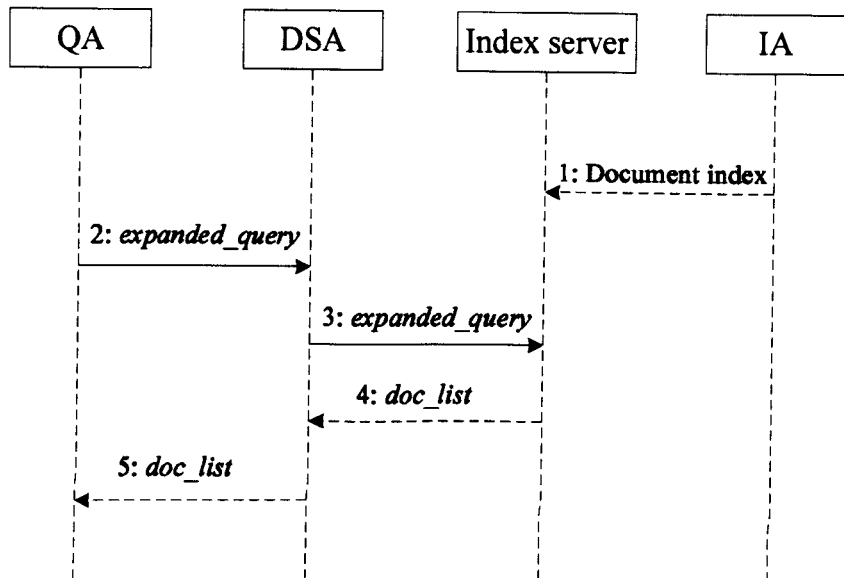 QA
DSA
Index server
IA
1: Document index
2: expanded_query
3: expanded_query
4: doc_list
5: doc_list